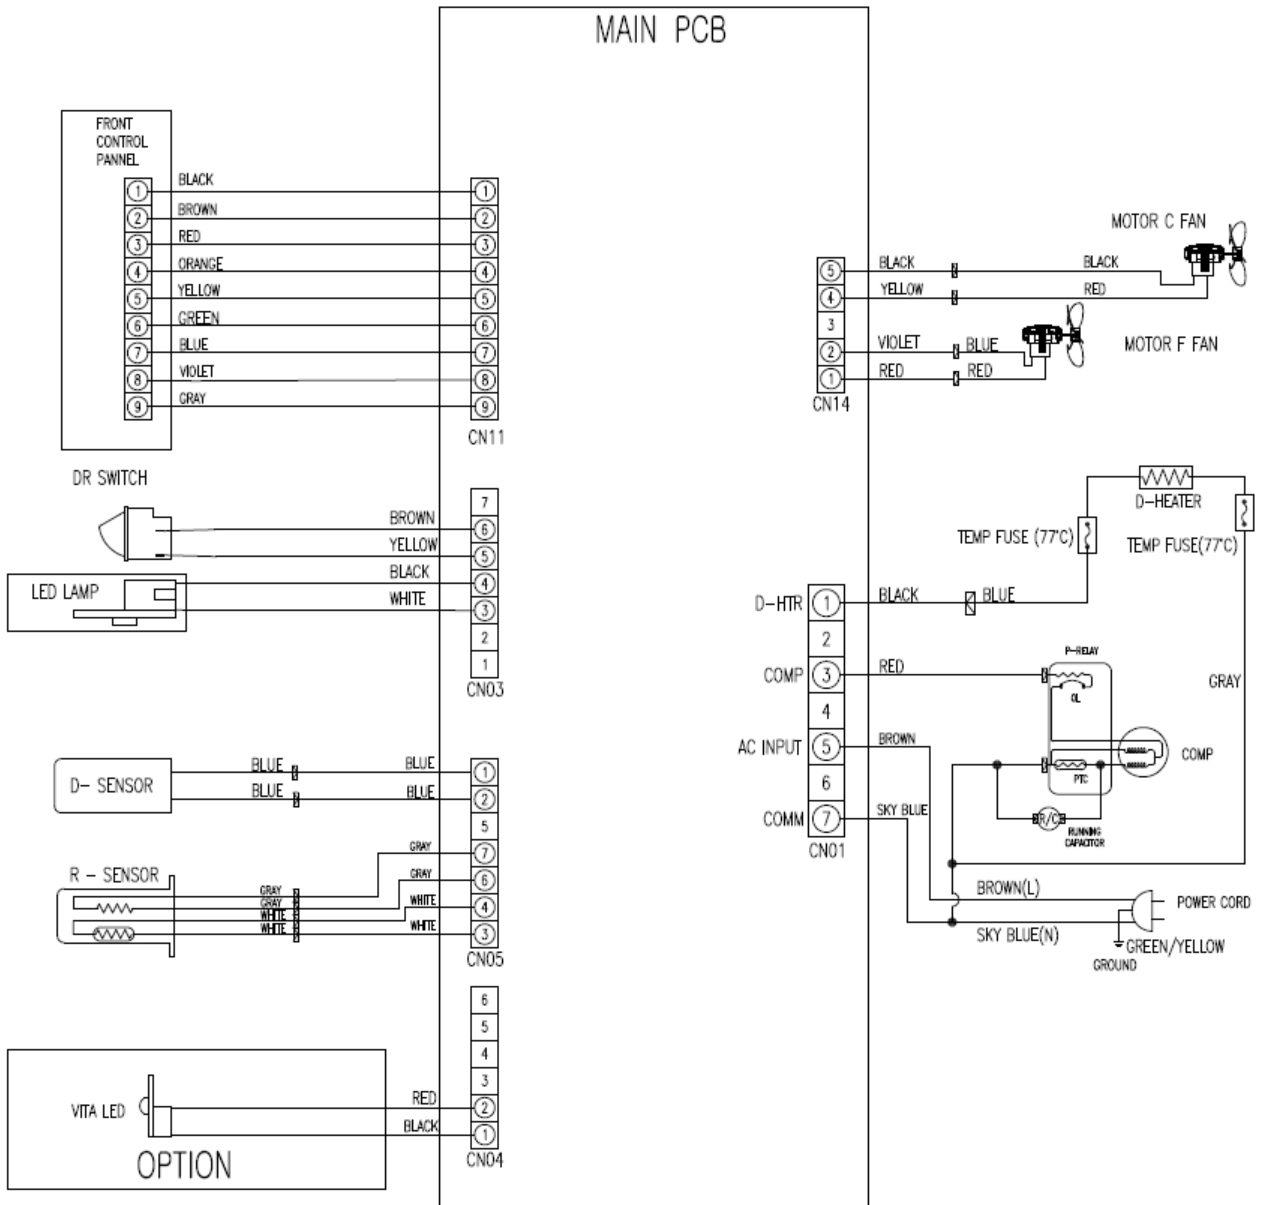 MAIN PCB
FRONT
CONTROL
PANNEL
1 BLACK 1
2 BROWN 2
3 RED 3
4 ORANGE 4
5 YELLOW 5
6 GREEN 6
7 BLUE 7
8 VIOLET 8
9 GRAY 9
CN11
DR SWITCH
7
BROWN 6
YELLOW 5
LED LAMP
BLACK 4
WHITE 3
2
1
CN03
D- SENSOR
BLUE BLUE 1
BLUE BLUE 2
5
R - SENSOR
GRAY 7
GRAY GRAY 6
GRAY
WHITE WHITE 4
WHITE WHITE 3
CN05
6
5
4
3
VITA LED
RED 2
BLACK 1
CN04
OPTION
MOTOR C FAN
5 BLACK BLACK
4 YELLOW RED
3
MOTOR F FAN
2 VIOLET BLUE
1 RED RED
CN14
D-HEATER
TEMP FUSE (77°C)
TEMP FUSE(77°C)
D-HTR 1 BLACK BLUE
2
P-RELAY
COMP 3 RED
OL
GRAY
4
AC INPUT 5 BROWN
COMP
PTC
6
COMM 7 SKY BLUE
R/C
RUNNING
CAPACITOR
CN01
BROWN(L)
POWER CORD
SKY BLUE(N)
GREEN/YELLOW
GROUND